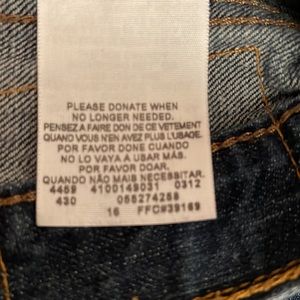 PLEASE DONATE WHEN
NO LONGER NEEDED.
PENSEZ A FAIRE DON DE CE VETEMENT
QUAND VOUS N'EN AVEZ PLUS L'USAGE.
POR FAVOR DONE CUANDO
NO LO VAYA A USAR MÁS.
POR FAVOR DOAR.
QUANDO NÃO MAIS NECESSITAR.
4459 4100149031 0312
430 055274258
16 FFC#39169